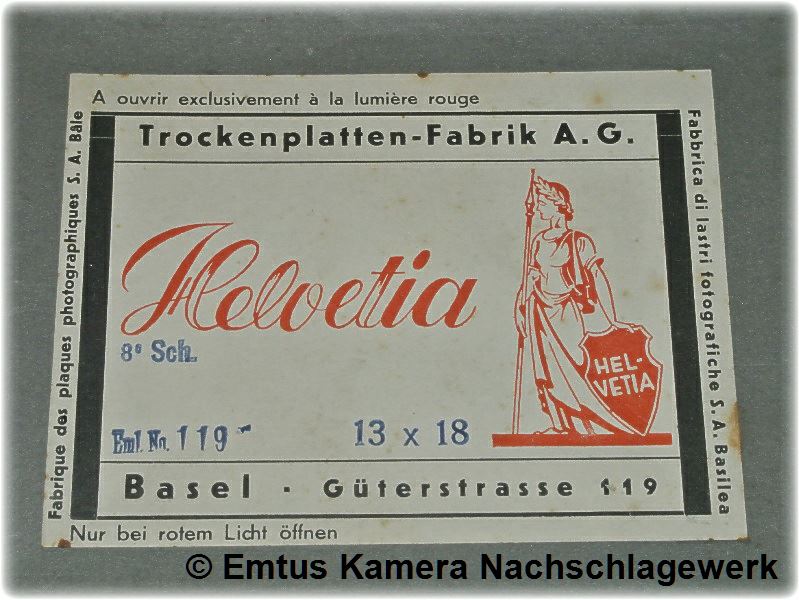 A ouvrir exclusivement à la lumière rouge
Trockenplatten-Fabrik A.G.
Fabrique des plaques photographiques S. A. Bâle
Fabbrica di lastri fotografiche S. A. Basilea
Helvetia
8° Sch.
HEL-
VETIA
Eml. No. 119
13 x 18
Basel · Güterstrasse 119
Nur bei rotem Licht öffnen
© Emtus Kamera Nachschlagewerk